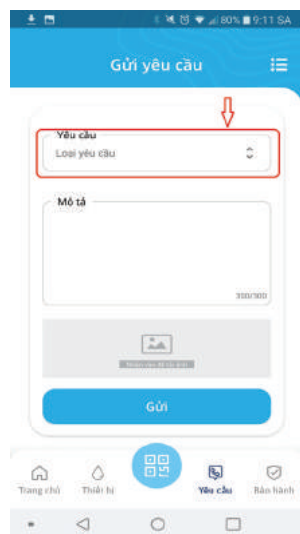 80% 9:11 SA
Gửi yêu cầu
Yêu cầu
Loại yêu cầu
Mô tả
300/300
Gửi
Trang chủ
Thiết bị
Yêu cầu
Bảo hành